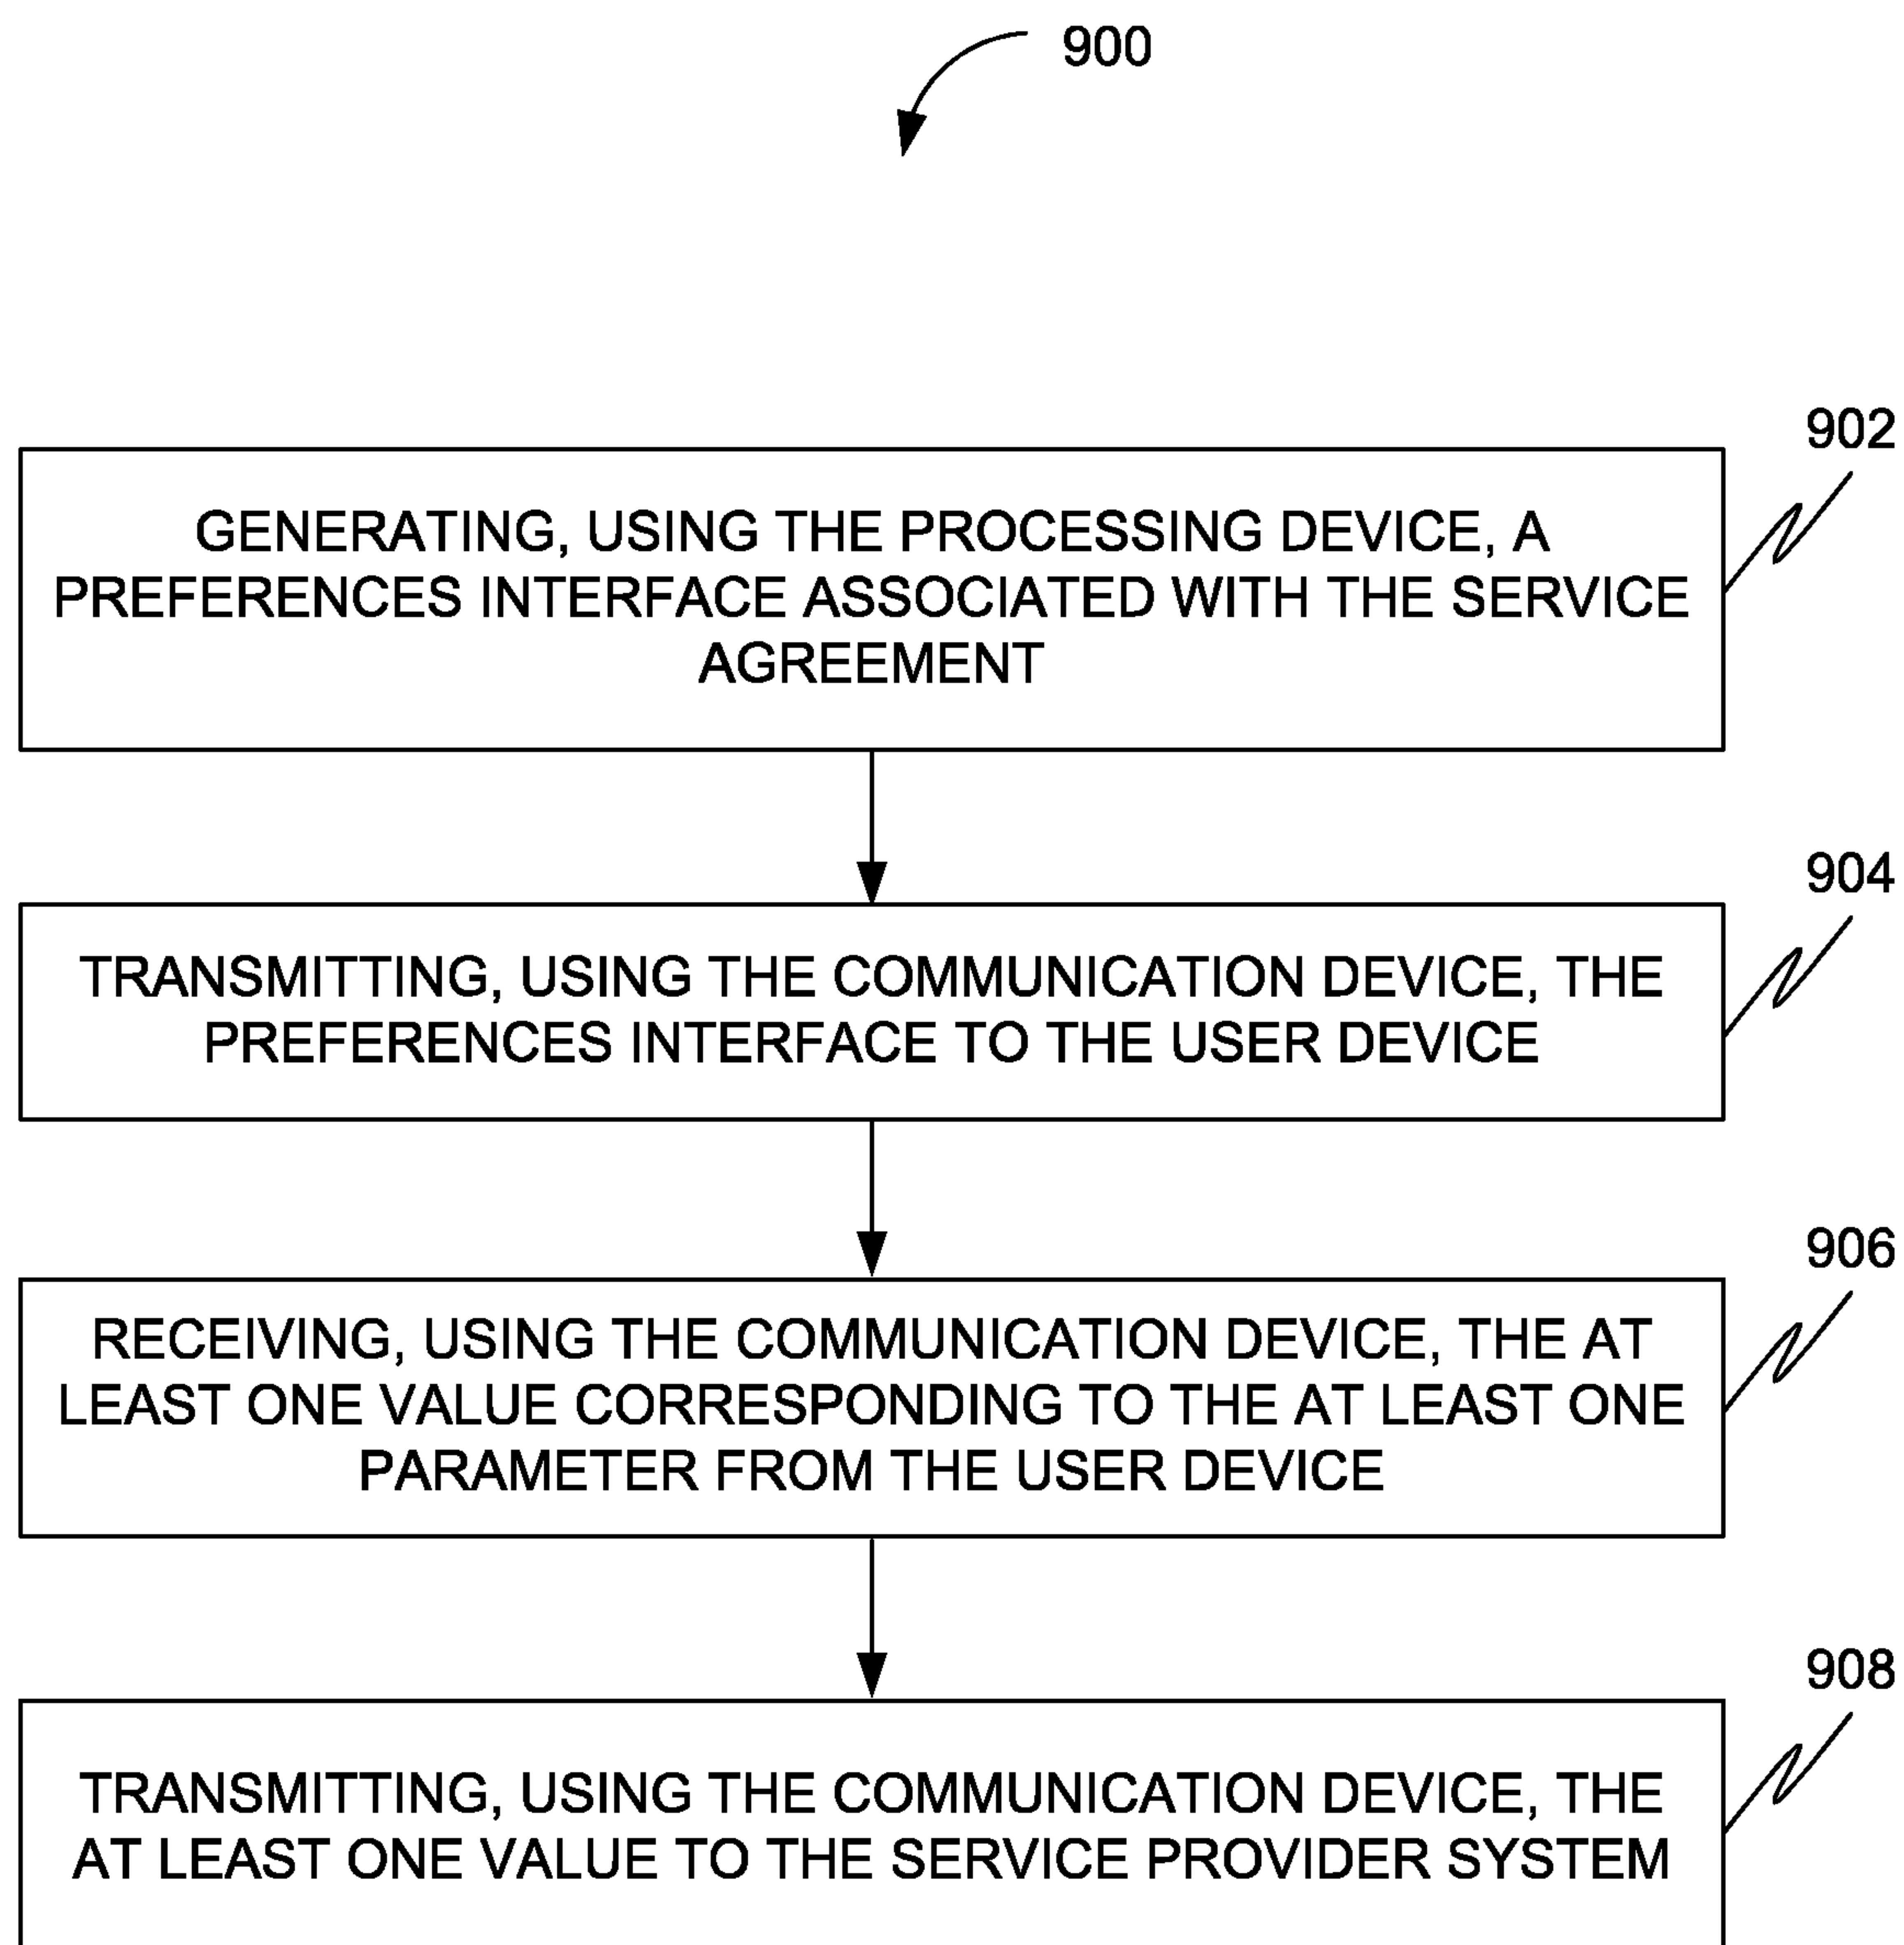 900
902
GENERATING, USING THE PROCESSING DEVICE, A
PREFERENCES INTERFACE ASSOCIATED WITH THE SERVICE
AGREEMENT
904
TRANSMITTING, USING THE COMMUNICATION DEVICE, THE
PREFERENCES INTERFACE TO THE USER DEVICE
906
RECEIVING, USING THE COMMUNICATION DEVICE, THE AT
LEAST ONE VALUE CORRESPONDING TO THE AT LEAST ONE
PARAMETER FROM THE USER DEVICE
908
TRANSMITTING, USING THE COMMUNICATION DEVICE, THE
AT LEAST ONE VALUE TO THE SERVICE PROVIDER SYSTEM